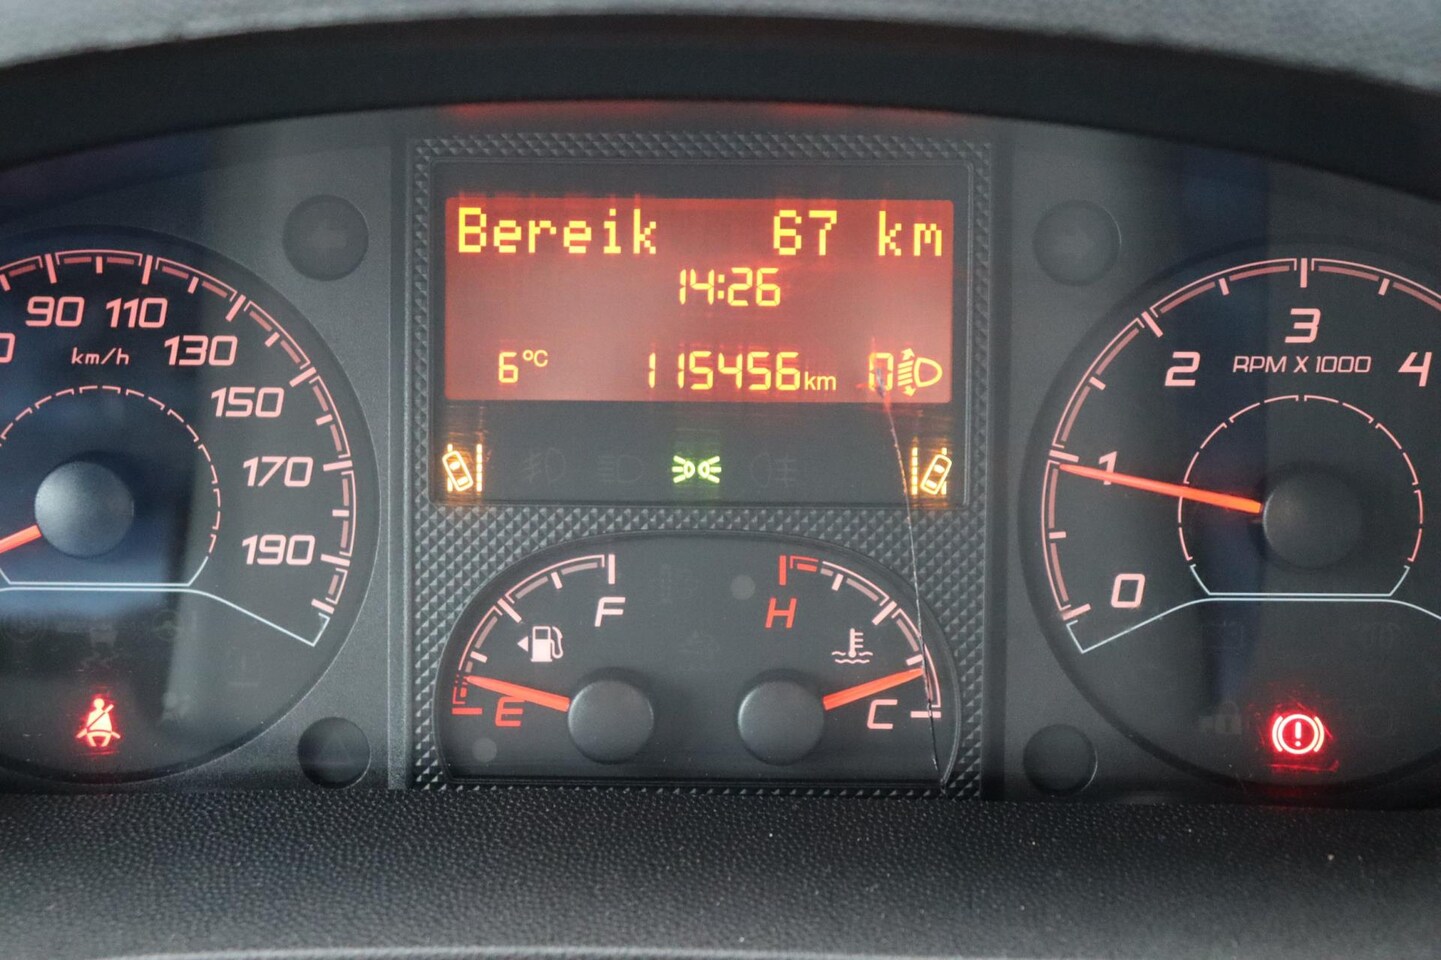 Bereik 67 km
14:26
6°C 115456km 0
90 110 130 150 170 190
km/h
0 1 2 3 4
RPM X 1000
F
E
H
C